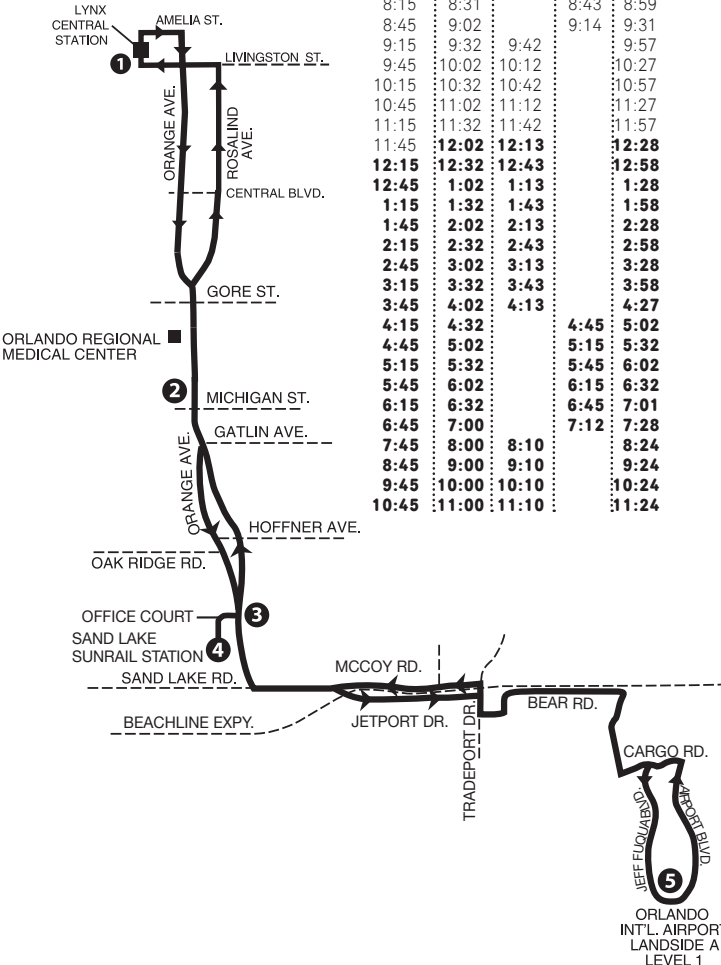 LYNX
CENTRAL
STATION
AMELIA ST.
1
LIVINGSTON ST.
ORANGE AVE.
ROSALIND
AVE.
CENTRAL BLVD.
GORE ST.
ORLANDO REGIONAL
MEDICAL CENTER
2
MICHIGAN ST.
GATLIN AVE.
ORANGE AVE.
HOFFNER AVE.
OAK RIDGE RD.
OFFICE COURT
3
SAND LAKE
SUNRAIL STATION
4
SAND LAKE RD.
MCCOY RD.
BEACHLINE EXPY.
JETPORT DR.
TRADEPORT DR.
BEAR RD.
CARGO RD.
JEFF FUQUABLVD.
AIRPORT BLVD.
5
ORLANDO
INT'L. AIRPORT
LANDSIDE A
LEVEL 1
8:15 8:31 8:43 8:59
8:45 9:02 9:14 9:31
9:15 9:32 9:42 9:57
9:45 10:02 10:12 10:27
10:15 10:32 10:42 10:57
10:45 11:02 11:12 11:27
11:15 11:32 11:42 11:57
11:45 12:02 12:13 12:28
12:15 12:32 12:43 12:58
12:45 1:02 1:13 1:28
1:15 1:32 1:43 1:58
1:45 2:02 2:13 2:28
2:15 2:32 2:43 2:58
2:45 3:02 3:13 3:28
3:15 3:32 3:43 3:58
3:45 4:02 4:13 4:27
4:15 4:32 4:45 5:02
4:45 5:02 5:15 5:32
5:15 5:32 5:45 6:02
5:45 6:02 6:15 6:32
6:15 6:32 6:45 7:01
6:45 7:00 7:12 7:28
7:45 8:00 8:10 8:24
8:45 9:00 9:10 9:24
9:45 10:00 10:10 10:24
10:45 11:00 11:10 11:24